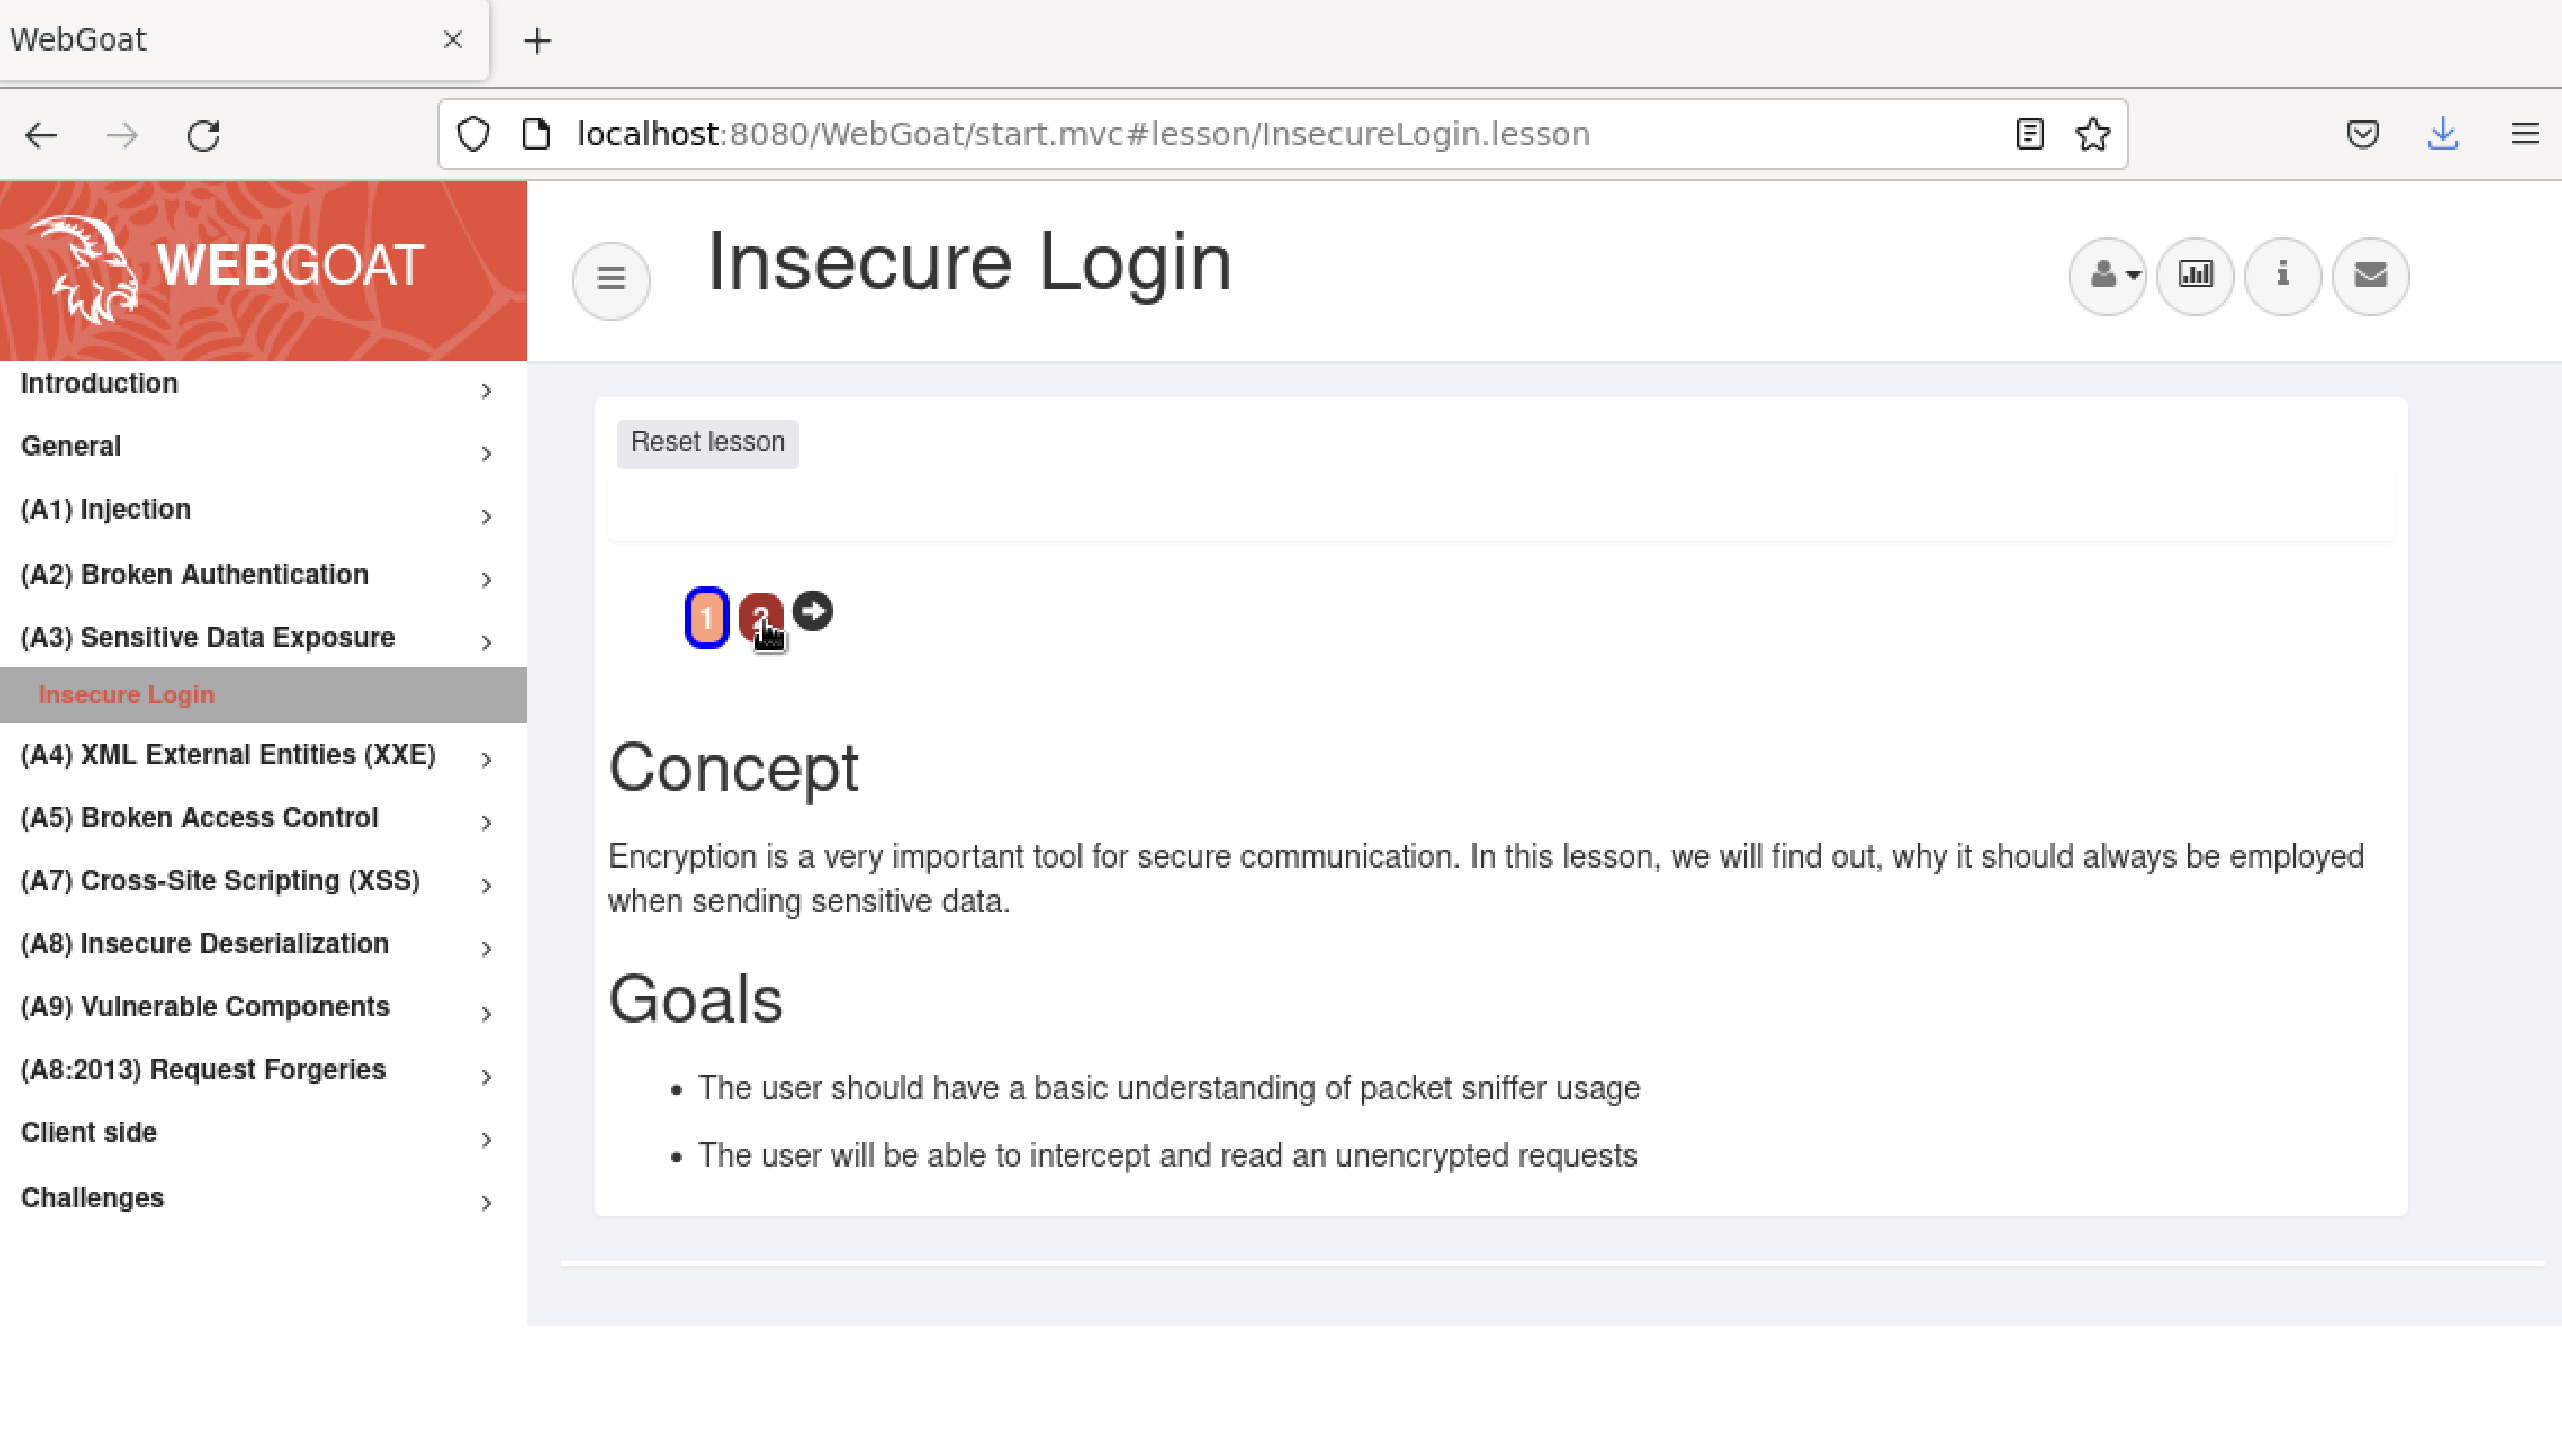 WebGoat
localhost:8080/WebGoat/start.mvc#lesson/InsecureLogin.lesson
WEBGOAT
Insecure Login
Introduction
General
(A1) Injection
(A2) Broken Authentication
(A3) Sensitive Data Exposure
Insecure Login
(A4) XML External Entities (XXE)
(A5) Broken Access Control
(A7) Cross-Site Scripting (XSS)
(A8) Insecure Deserialization
(A9) Vulnerable Components
(A8:2013) Request Forgeries
Client side
Challenges
Reset lesson
1 2
Concept
Encryption is a very important tool for secure communication. In this lesson, we will find out, why it should always be employed
when sending sensitive data.
Goals
• The user should have a basic understanding of packet sniffer usage
• The user will be able to intercept and read an unencrypted requests